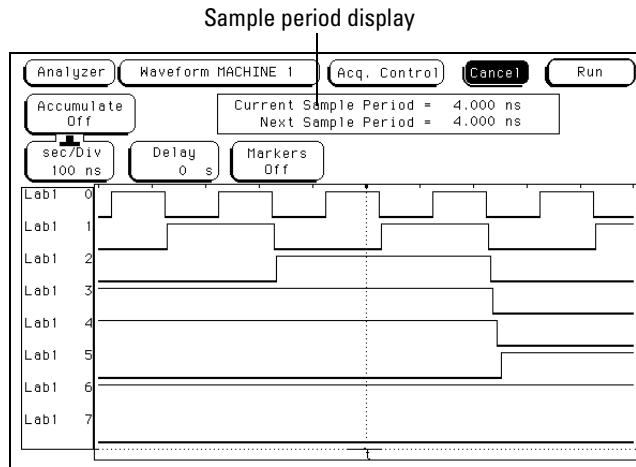 Sample period display
Analyzer Waveform MACHINE 1 Acq. Control Cancel Run
Accumulate
Off
Current Sample Period = 4.000 ns
Next Sample Period = 4.000 ns
sec/Div
100 ns
Delay
0 s
Markers
Off
Lab1 0
Lab1 1
Lab1 2
Lab1 3
Lab1 4
Lab1 5
Lab1 6
Lab1 7
t